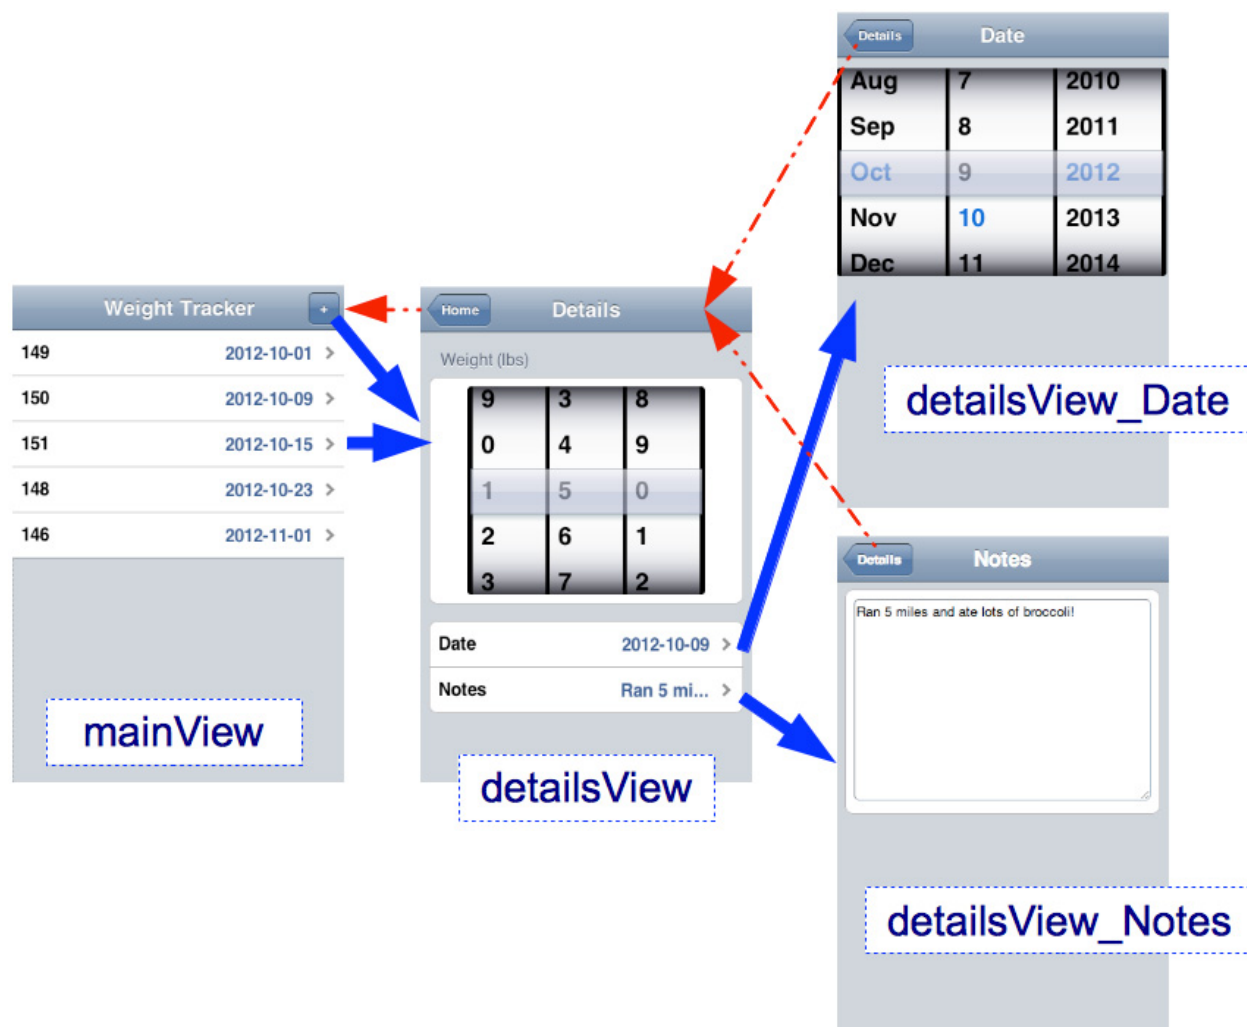 Weight Tracker +
149 2012-10-01 >
150 2012-10-09 >
151 2012-10-15 >
148 2012-10-23 >
146 2012-11-01 >
mainView
Home Details
Weight (lbs)
9 3 8
0 4 9
1 5 0
2 6 1
3 7 2
Date 2012-10-09 >
Notes Ran 5 mi... >
detailsView
Details Date
Aug 7 2010
Sep 8 2011
Oct 9 2012
Nov 10 2013
Dec 11 2014
detailsView_Date
Details Notes
Ran 5 miles and ate lots of broccoli!
detailsView_Notes